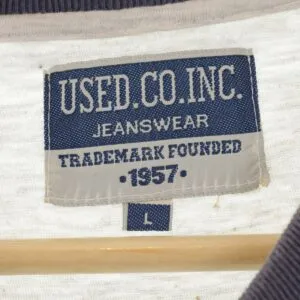 USED.CO.INC.
JEANSWEAR
TRADEMARK FOUNDED
·1957·
L